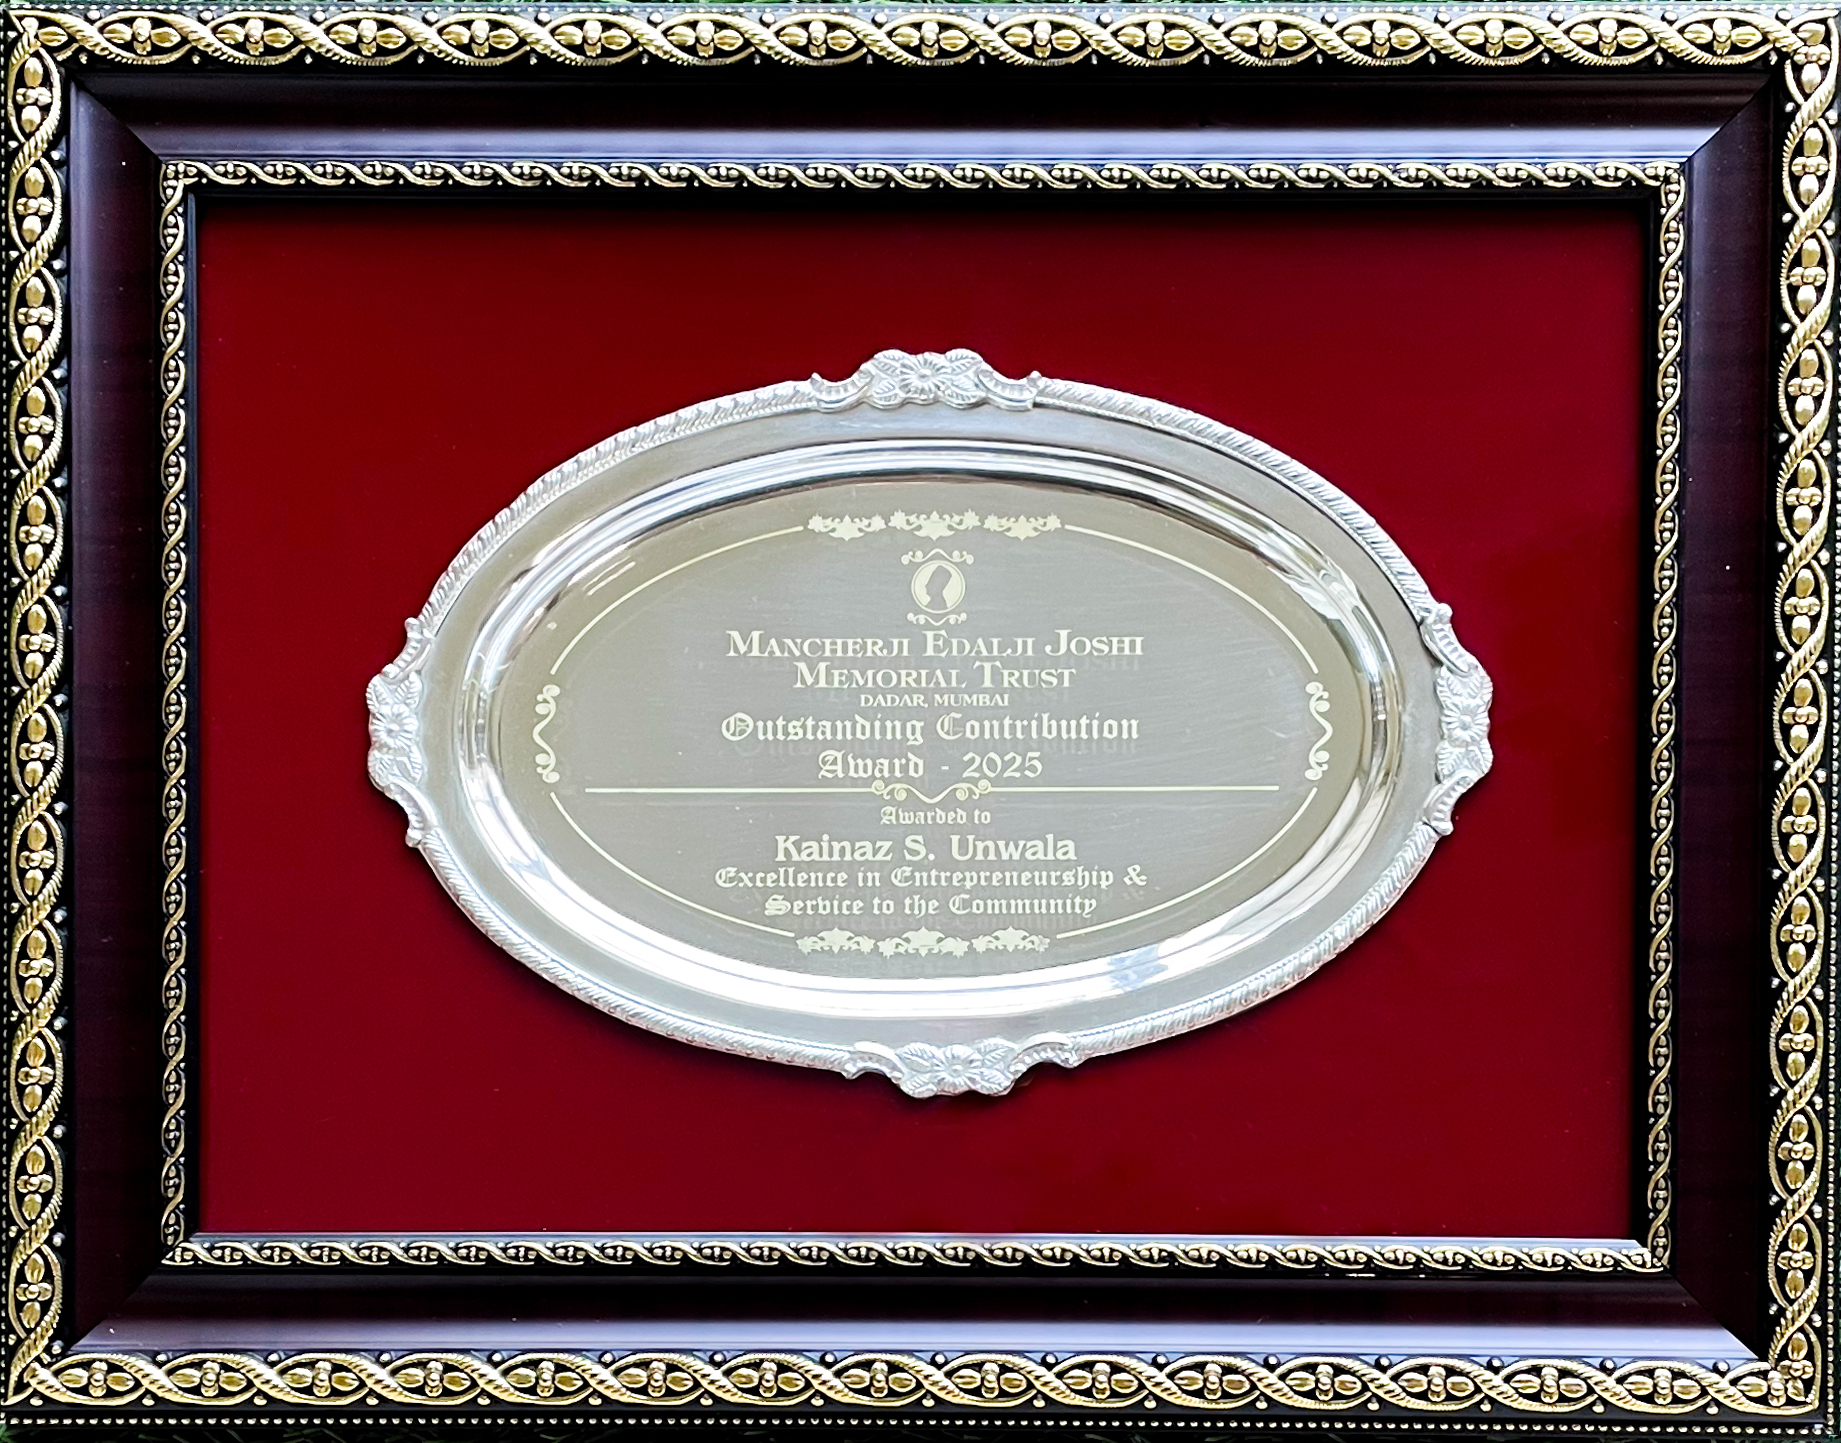 MANCHERJI EDALJI JOSHI
MEMORIAL TRUST
DADAR, MUMBAI
Outstanding Contribution
Award - 2025
Awarded to
Kainaz S. Unwala
Excellence in Entrepreneurship &
Service to the Community